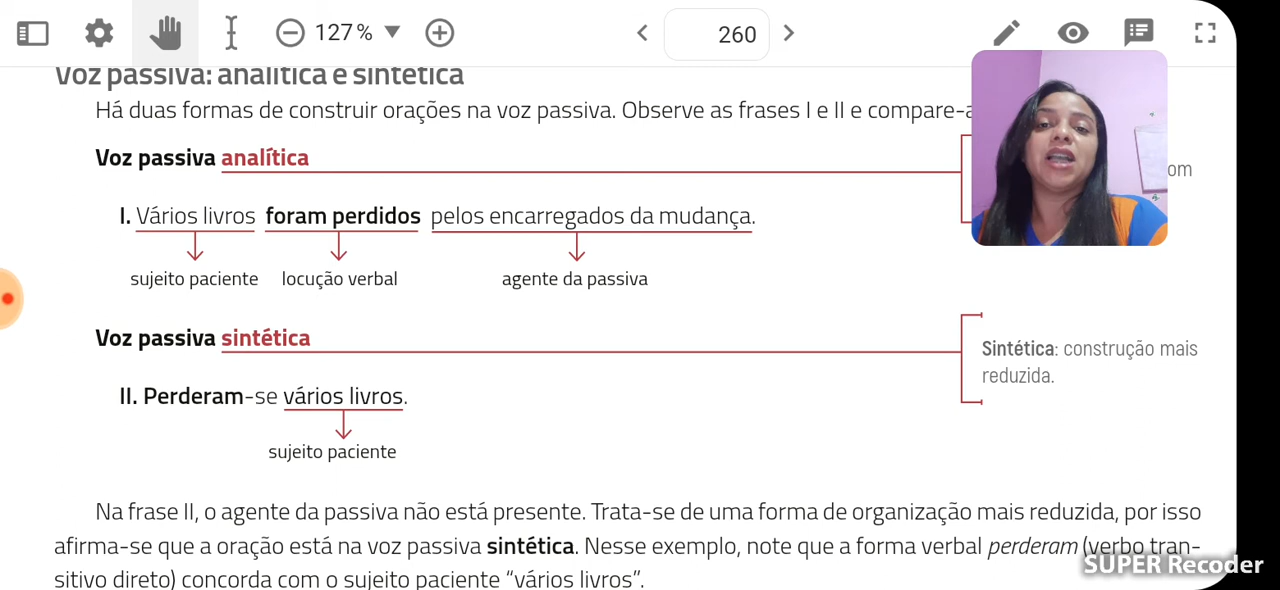 127%
260
Voz passiva: analítica e sintética
Há duas formas de construir orações na voz passiva. Observe as frases I e II e compare-
Voz passiva analítica
om
I. Vários livros foram perdidos pelos encarregados da mudança.
sujeito paciente locução verbal agente da passiva
Voz passiva sintética
Sintética: construção mais
reduzida.
II. Perderam-se vários livros.
sujeito paciente
Na frase II, o agente da passiva não está presente. Trata-se de uma forma de organização mais reduzida, por isso
afirma-se que a oração está na voz passiva sintética. Nesse exemplo, note que a forma verbal perderam (verbo tran-
sitivo direto) concorda com o sujeito paciente “vários livros”.
SUPER Recoder